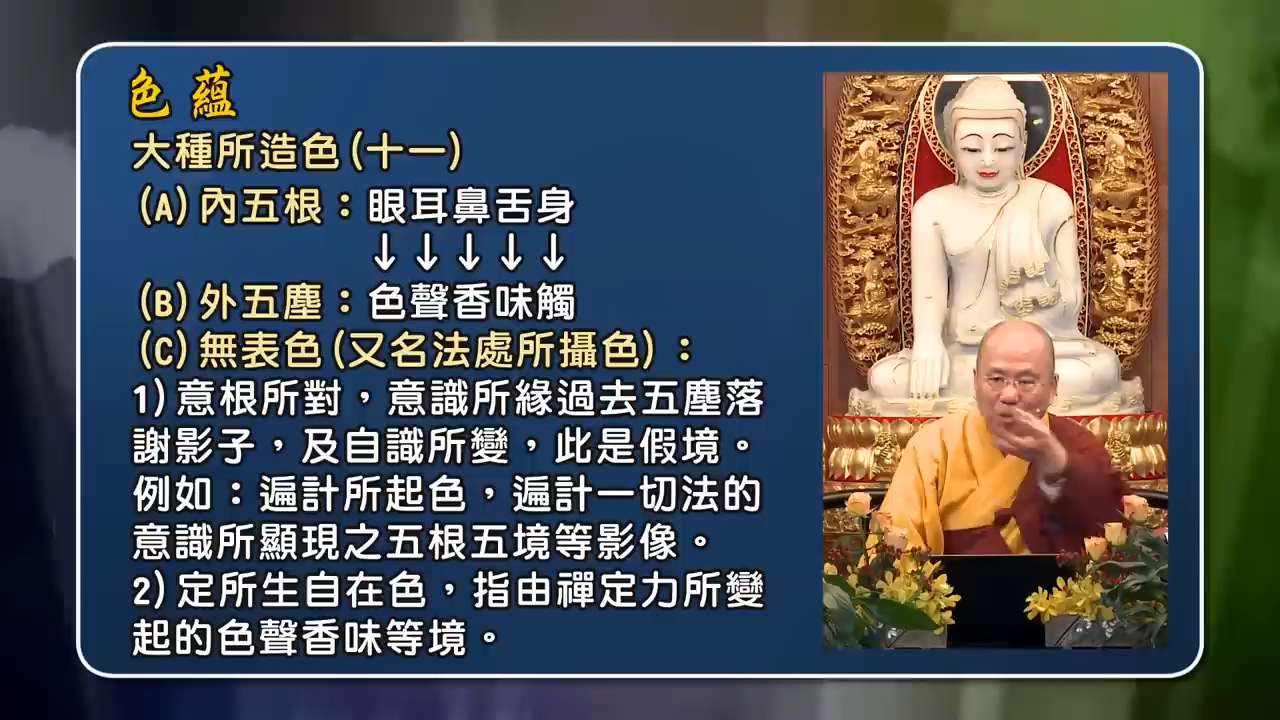 色蘊
大種所造色(十一)
(A)內五根：眼耳鼻舌身
↓↓↓↓↓
(B)外五塵：色聲香味觸
(C)無表色(又名法處所攝色)：
1)意根所對，意識所緣過去五塵落
謝影子，及自識所變，此是假境。
例如：遍計所起色，遍計一切法的
意識所顯現之五根五境等影像。
2)定所生自在色，指由禪定力所變
起的色聲香味等境。